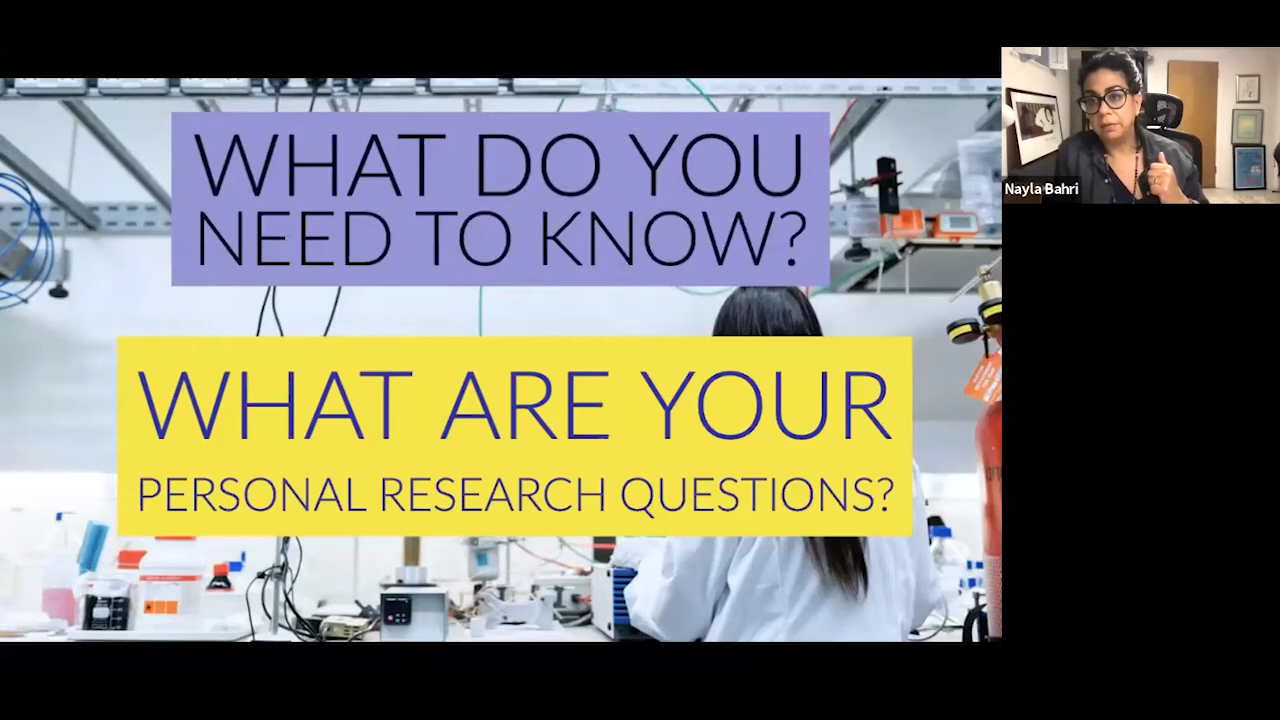 WHAT DO YOU
NEED TO KNOW?
WHAT ARE YOUR
PERSONAL RESEARCH QUESTIONS?
Nayla Bahri